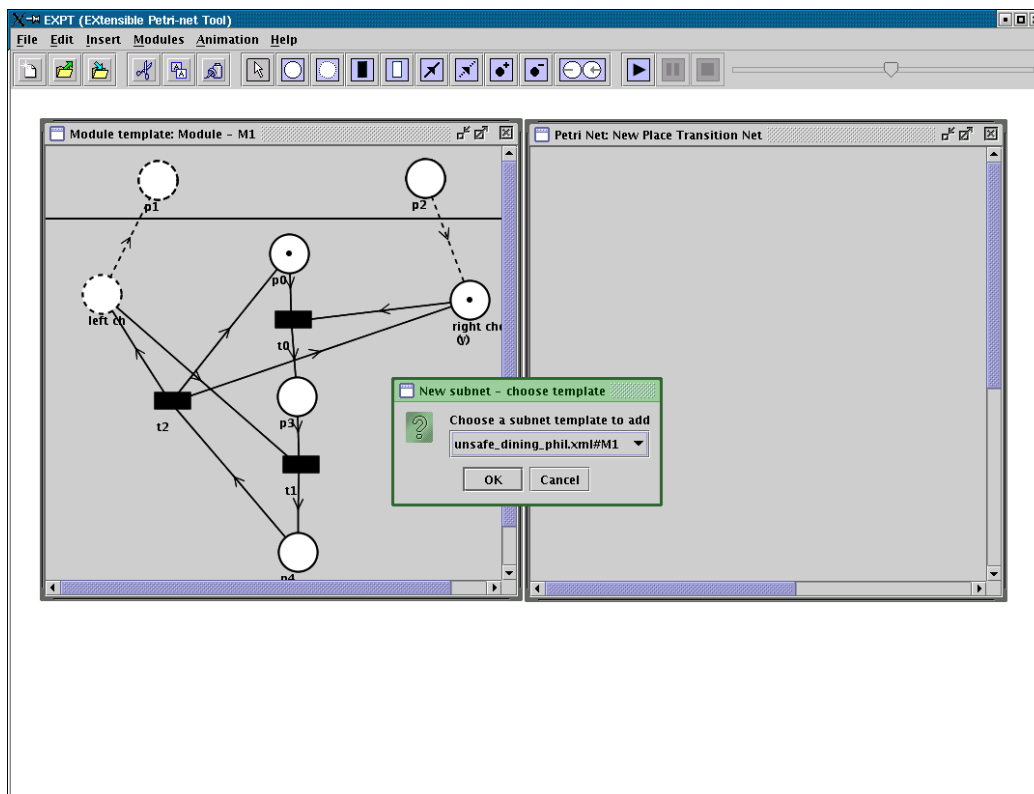 EXPT (EXtensible Petri-net Tool)
File Edit Insert Modules Animation Help
Module template: Module - M1
Petri Net: New Place Transition Net
p1
p2
p0
left ch
right cho
(y)
t0
New subnet - choose template
Choose a subnet template to add
unsafe_dining_phil.xml#M1
OK
Cancel
p3
t2
t1
p4